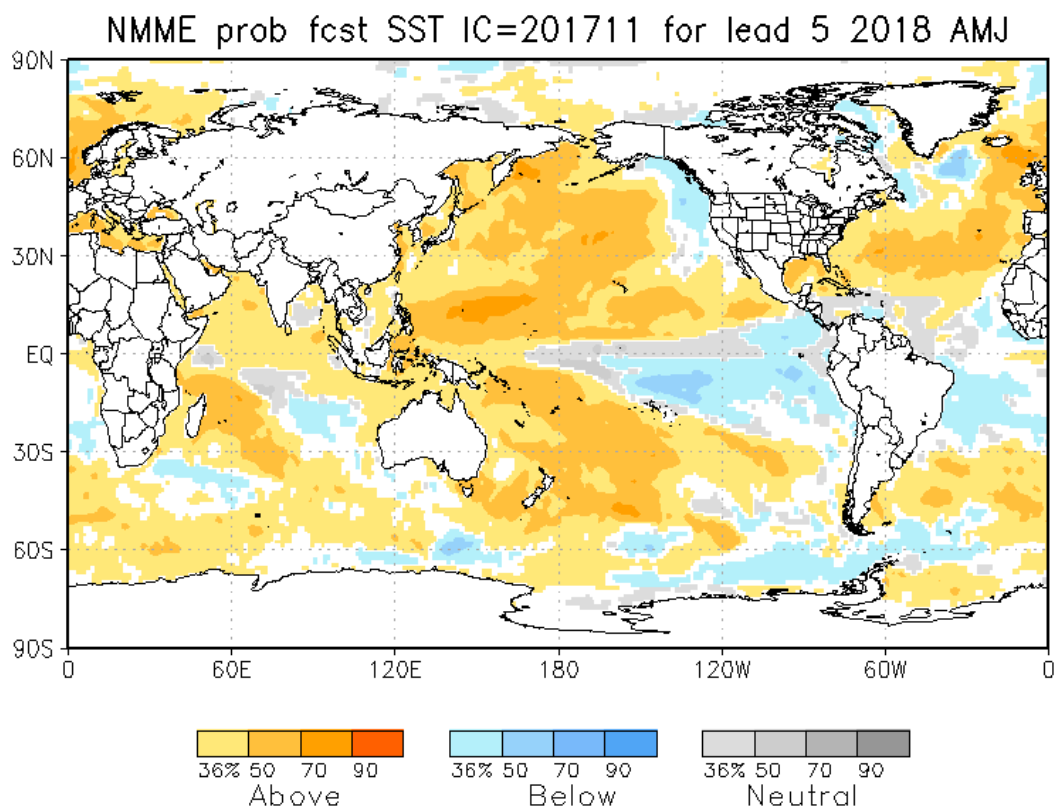 NMME prob fcst SST IC=201711 for lead 5 2018 AMJ
90N
60N
30N
EQ
30S
60S
90S
0 60E 120E 180 120W 60W 0
36% 50 70 90 36% 50 70 90 36% 50 70 90
Above Below Neutral